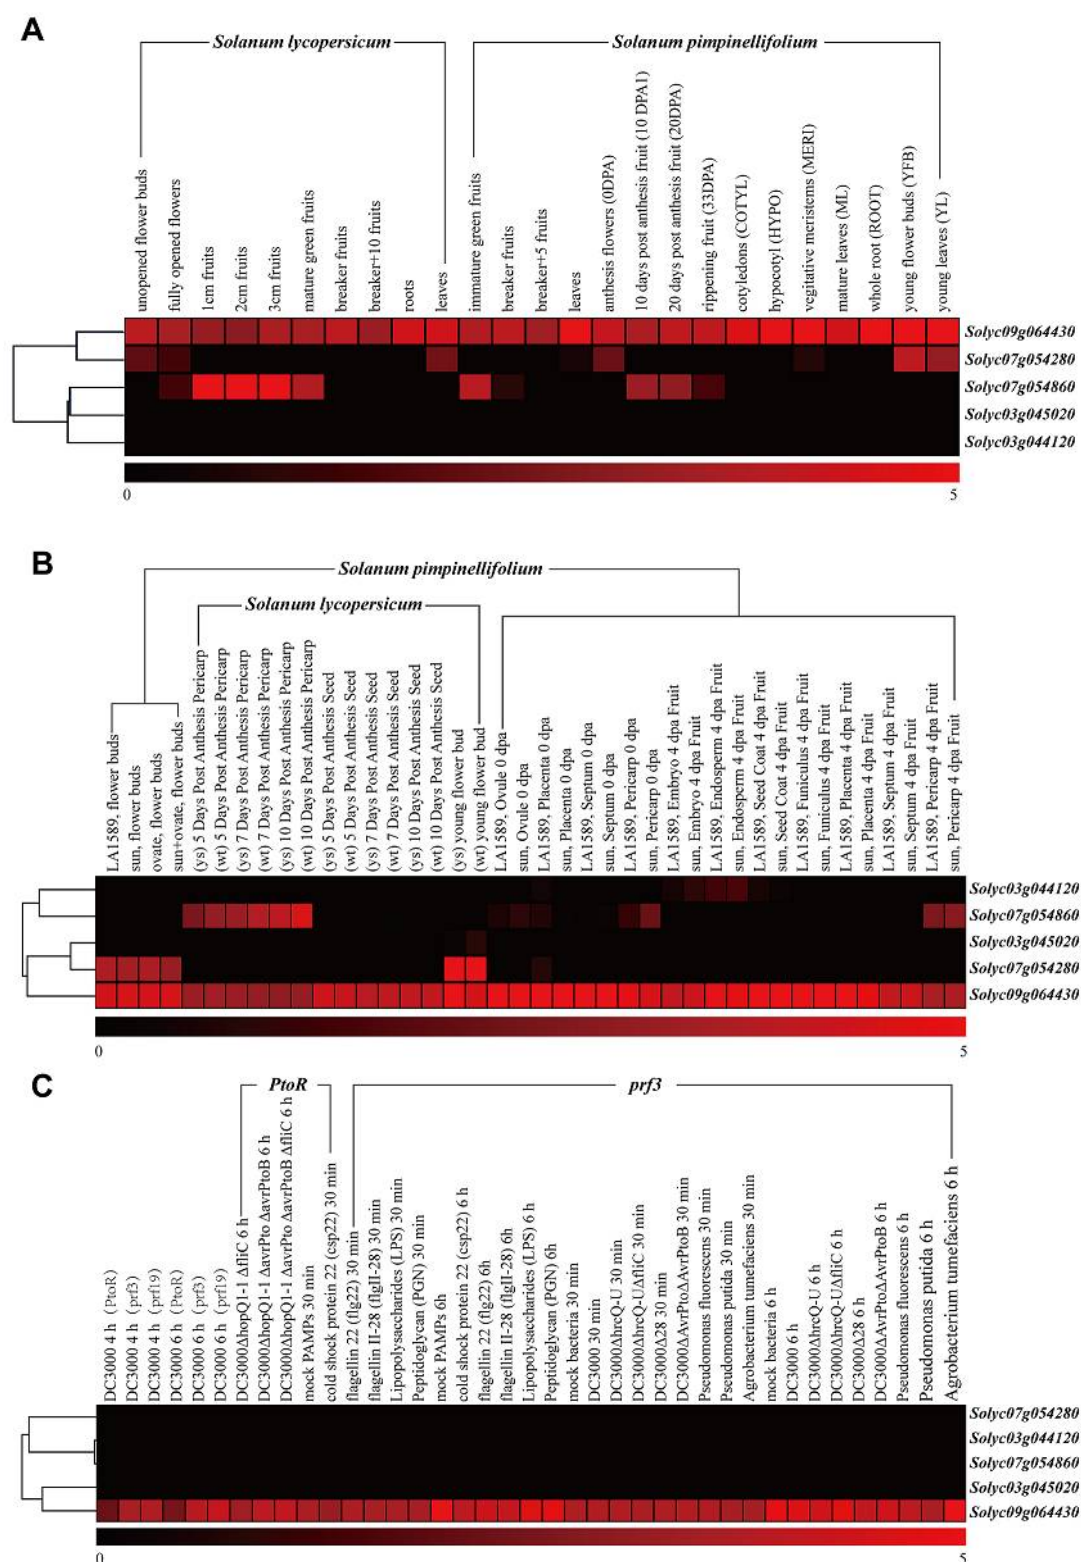 A
Solanum lycopersicum
Solanum pimpinellifolium
unopened flower buds
fully opened flowers
1cm fruits
2cm fruits
3cm fruits
mature green fruits
breaker fruits
breaker+10 fruits
roots
leaves
immature green fruits
breaker fruits
breaker+5 fruits
leaves
anthesis flowers (0DPA)
10 days post anthesis fruit (10 DPA1)
20 days post anthesis fruit (20DPA)
rippening fruit (33DPA)
cotyledons (COTYL)
hypocotyl (HYPO)
vegitative meristems (MERI)
mature leaves (ML)
whole root (ROOT)
young flower buds (YFB)
young leaves (YL)
Solyc09g064430
Solyc07g054280
Solyc07g054860
Solyc03g045020
Solyc03g044120
0
5
B
Solanum pimpinellifolium
Solanum lycopersicum
LA1589, flower buds
sun, flower buds
ovate, flower buds
sun+ovate, flower buds
(ys) 5 Days Post Anthesis Pericarp
(wt) 5 Days Post Anthesis Pericarp
(ys) 7 Days Post Anthesis Pericarp
(wt) 7 Days Post Anthesis Pericarp
(ys) 10 Days Post Anthesis Pericarp
(wt) 10 Days Post Anthesis Pericarp
(ys) 5 Days Post Anthesis Seed
(wt) 5 Days Post Anthesis Seed
(ys) 7 Days Post Anthesis Seed
(wt) 7 Days Post Anthesis Seed
(ys) 10 Days Post Anthesis Seed
(wt) 10 Days Post Anthesis Seed
(ys) young flower bud
(wt) young flower bud
LA1589, Ovule 0 dpa
sun, Ovule 0 dpa
LA1589, Placenta 0 dpa
sun, Placenta 0 dpa
LA1589, Septum 0 dpa
sun, Septum 0 dpa
LA1589, Pericarp 0 dpa
sun, Pericarp 0 dpa
LA1589, Embryo 4 dpa Fruit
sun, Embryo 4 dpa Fruit
LA1589, Endosperm 4 dpa Fruit
sun, Endosperm 4 dpa Fruit
LA1589, Seed Coat 4 dpa Fruit
sun, Seed Coat 4 dpa Fruit
LA1589, Funiculus 4 dpa Fruit
sun, Funiculus 4 dpa Fruit
LA1589, Placenta 4 dpa Fruit
sun, Placenta 4 dpa Fruit
LA1589, Septum 4 dpa Fruit
sun, Septum 4 dpa Fruit
LA1589, Pericarp 4 dpa Fruit
sun, Pericarp 4 dpa Fruit
Solyc03g044120
Solyc07g054860
Solyc03g045020
Solyc07g054280
Solyc09g064430
0
5
C
PtoR
prf3
DC3000 4 h (PtoR)
DC3000 4 h (prf3)
DC3000 4 h (prf19)
DC3000 6 h (PtoR)
DC3000 6 h (prf3)
DC3000 6 h (prf19)
DC3000ΔhopQ1-1 ΔfliC 6 h
DC3000ΔhopQ1-1 ΔavrPto ΔavrPtoB 6 h
DC3000ΔhopQ1-1 ΔavrPto ΔavrPtoB ΔfliC 6 h
mock PAMPs 30 min
cold shock protein 22 (csp22) 30 min
flagellin 22 (flg22) 30 min
flagellin II-28 (flgII-28) 30 min
Lipopolysaccharides (LPS) 30 min
Peptidoglycan (PGN) 30 min
mock PAMPs 6h
cold shock protein 22 (csp22) 6 h
flagellin 22 (flg22) 6h
flagellin II-28 (flgII-28) 6h
Lipopolysaccharides (LPS) 6 h
Peptidoglycan (PGN) 6h
mock bacteria 30 min
DC3000 30 min
DC3000ΔhrcQ-U 30 min
DC3000ΔhrcQ-UΔfliC 30 min
DC3000Δ28 30 min
DC3000ΔAvrPtoΔAvrPtoB 30 min
Pseudomonas fluorescens 30 min
Pseudomonas putida 30 min
Agrobacterium tumefaciens 30 min
mock bacteria 6 h
DC3000 6 h
DC3000ΔhrcQ-U 6 h
DC3000ΔhrcQ-UΔfliC 6 h
DC3000Δ28 6 h
DC3000ΔAvrPtoΔAvrPtoB 6 h
Pseudomonas fluorescens 6 h
Pseudomonas putida 6 h
Agrobacterium tumefaciens 6 h
Solyc07g054280
Solyc03g044120
Solyc07g054860
Solyc03g045020
Solyc09g064430
0
5